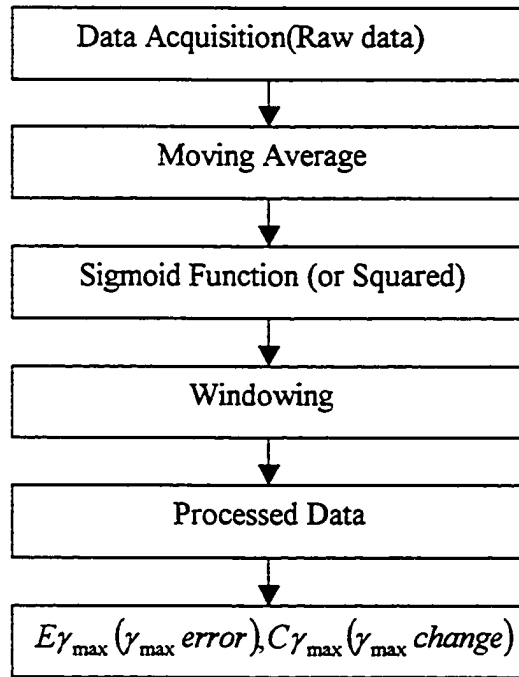 Data Acquisition(Raw data)
Moving Average
Sigmoid Function (or Squared)
Windowing
Processed Data
Eγmax (γmax error),Cγmax (γmax change)